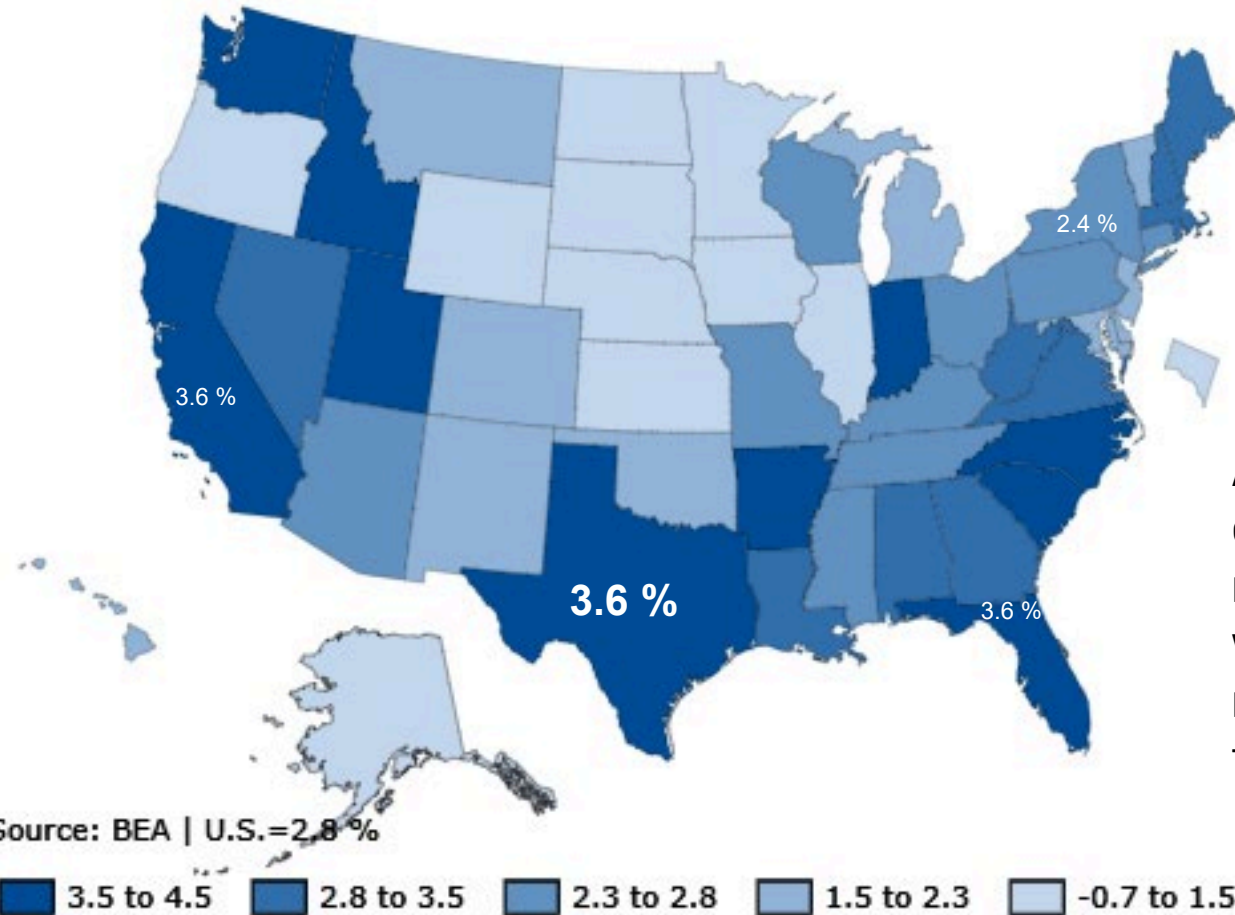 2.4 %
3.6 %
3.6 %
3.6 %
Source: BEA | U.S.=2.8 %
3.5 to 4.5
2.8 to 3.5
2.3 to 2.8
1.5 to 2.3
-0.7 to 1.5